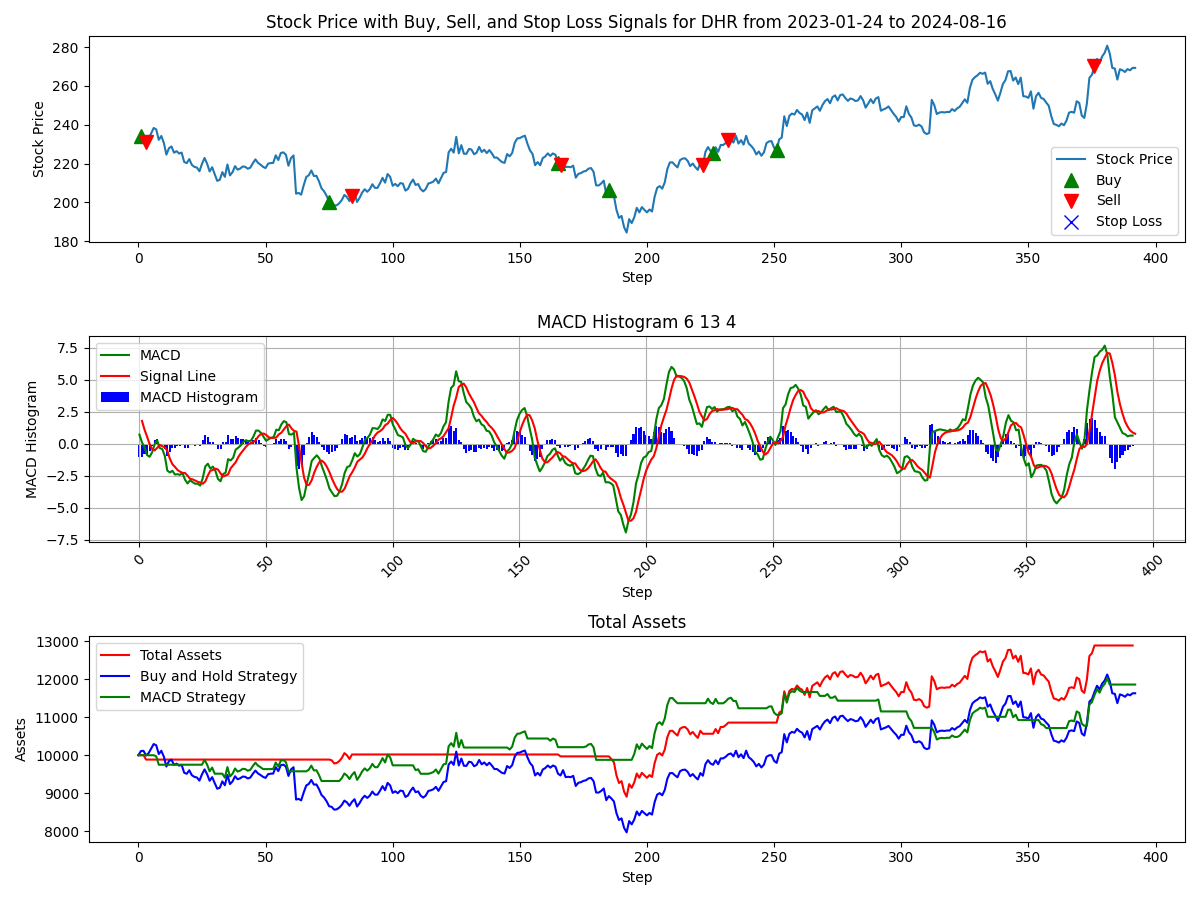 Stock Price with Buy, Sell, and Stop Loss Signals for DHR from 2023-01-24 to 2024-08-16
280
260
240
220
200
180
Stock Price
Stock Price
Buy
Sell
Stop Loss
0 50 100 150 200 250 300 350 400
Step
MACD Histogram 6 13 4
7.5
5.0
2.5
0.0
−2.5
−5.0
−7.5
MACD Histogram
MACD
Signal Line
MACD Histogram
0 50 100 150 200 250 300 350 400
Step
Total Assets
13000
12000
11000
10000
9000
8000
Assets
Total Assets
Buy and Hold Strategy
MACD Strategy
0 50 100 150 200 250 300 350 400
Step